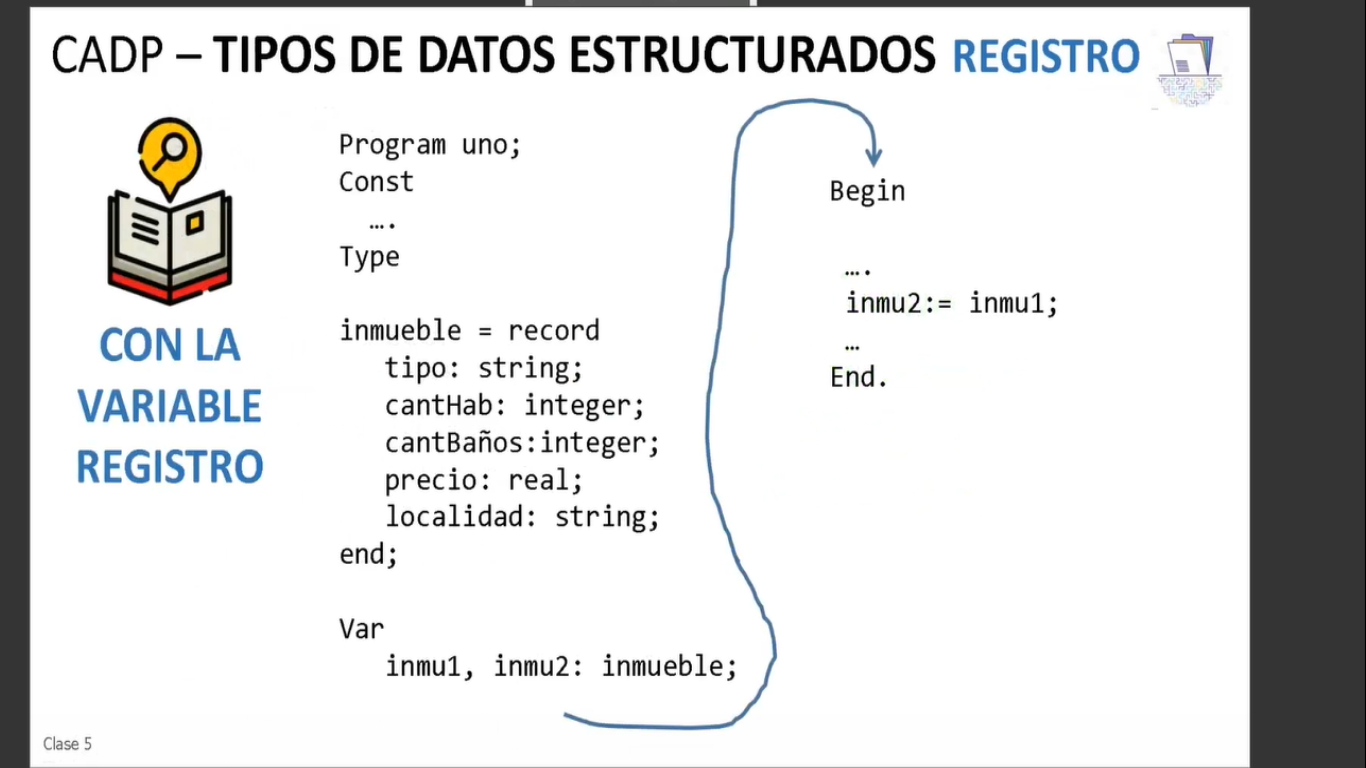 CADP – TIPOS DE DATOS ESTRUCTURADOS REGISTRO
CON LA
VARIABLE
REGISTRO
Program uno;
Const
….
Type
inmueble = record
tipo: string;
cantHab: integer;
cantBaños:integer;
precio: real;
localidad: string;
end;
Var
inmu1, inmu2: inmueble;
Begin
….
inmu2:= inmu1;
…
End.
Clase 5